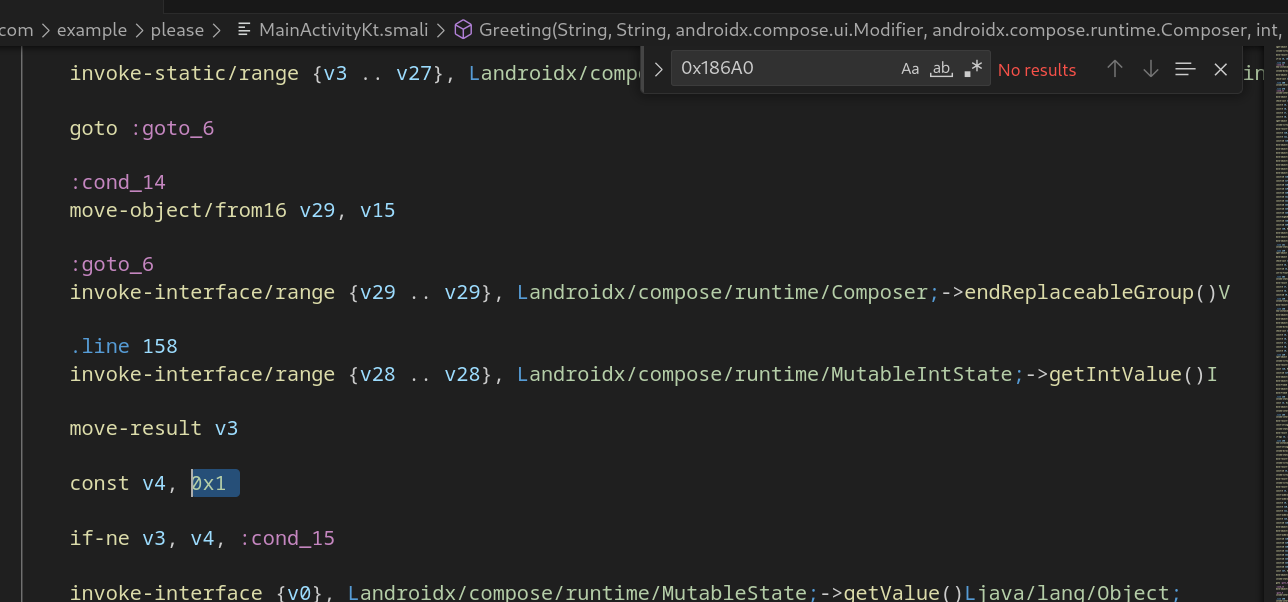 com > example > please > MainActivityKt.smali > Greeting(String, String, androidx.compose.ui.Modifier, androidx.compose.runtime.Composer, int,
0x186A0 Aa ab .* No results
invoke-static/range {v3 .. v27}, Landroidx/comp
goto :goto_6
:cond_14
move-object/from16 v29, v15
:goto_6
invoke-interface/range {v29 .. v29}, Landroidx/compose/runtime/Composer;->endReplaceableGroup()V
.line 158
invoke-interface/range {v28 .. v28}, Landroidx/compose/runtime/MutableIntState;->getIntValue()I
move-result v3
const v4, 0x1
if-ne v3, v4, :cond_15
invoke-interface {v0}, Landroidx/compose/runtime/MutableState;->getValue()Ljava/lang/Object;